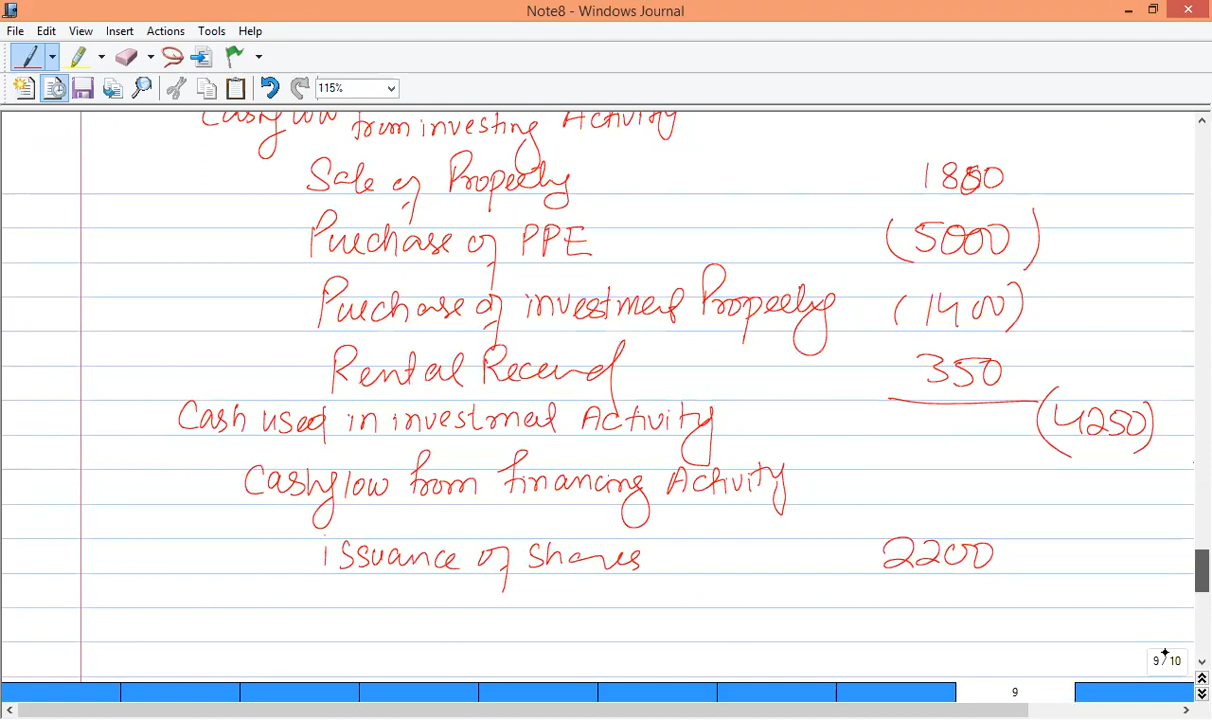 Note8 - Windows Journal
File Edit View Insert Actions Tools Help
115%
Cashflow from investing Activity
Sale of Property 1800
Purchase of PPE (5000)
Purchase of investment Property (1400)
Rental Received 350
Cash used in investment Activity (4250)
Cashflow from financing Activity
issuance of shares 2200
9 / 10
9